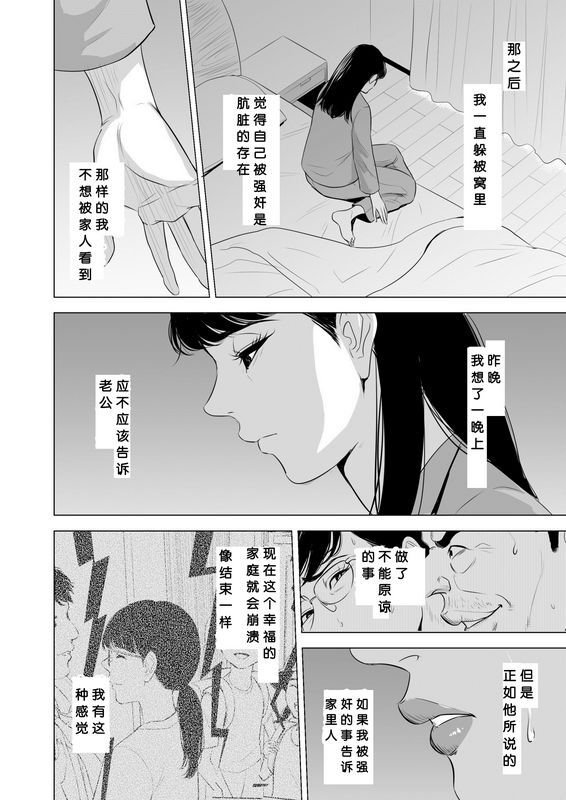 那之后
我一直躲被窝里
觉得自己被强奸是
肮脏的存在
那样的我
不想被家人看到
昨晚
我想了一晚上
应不应该告诉
老公
做了
不能原谅
的事
但是
正如他所说的
如果我被强
奸的事告诉
家里人
现在这个幸福的
家庭就会崩溃
像结束一样
我有这
种感觉